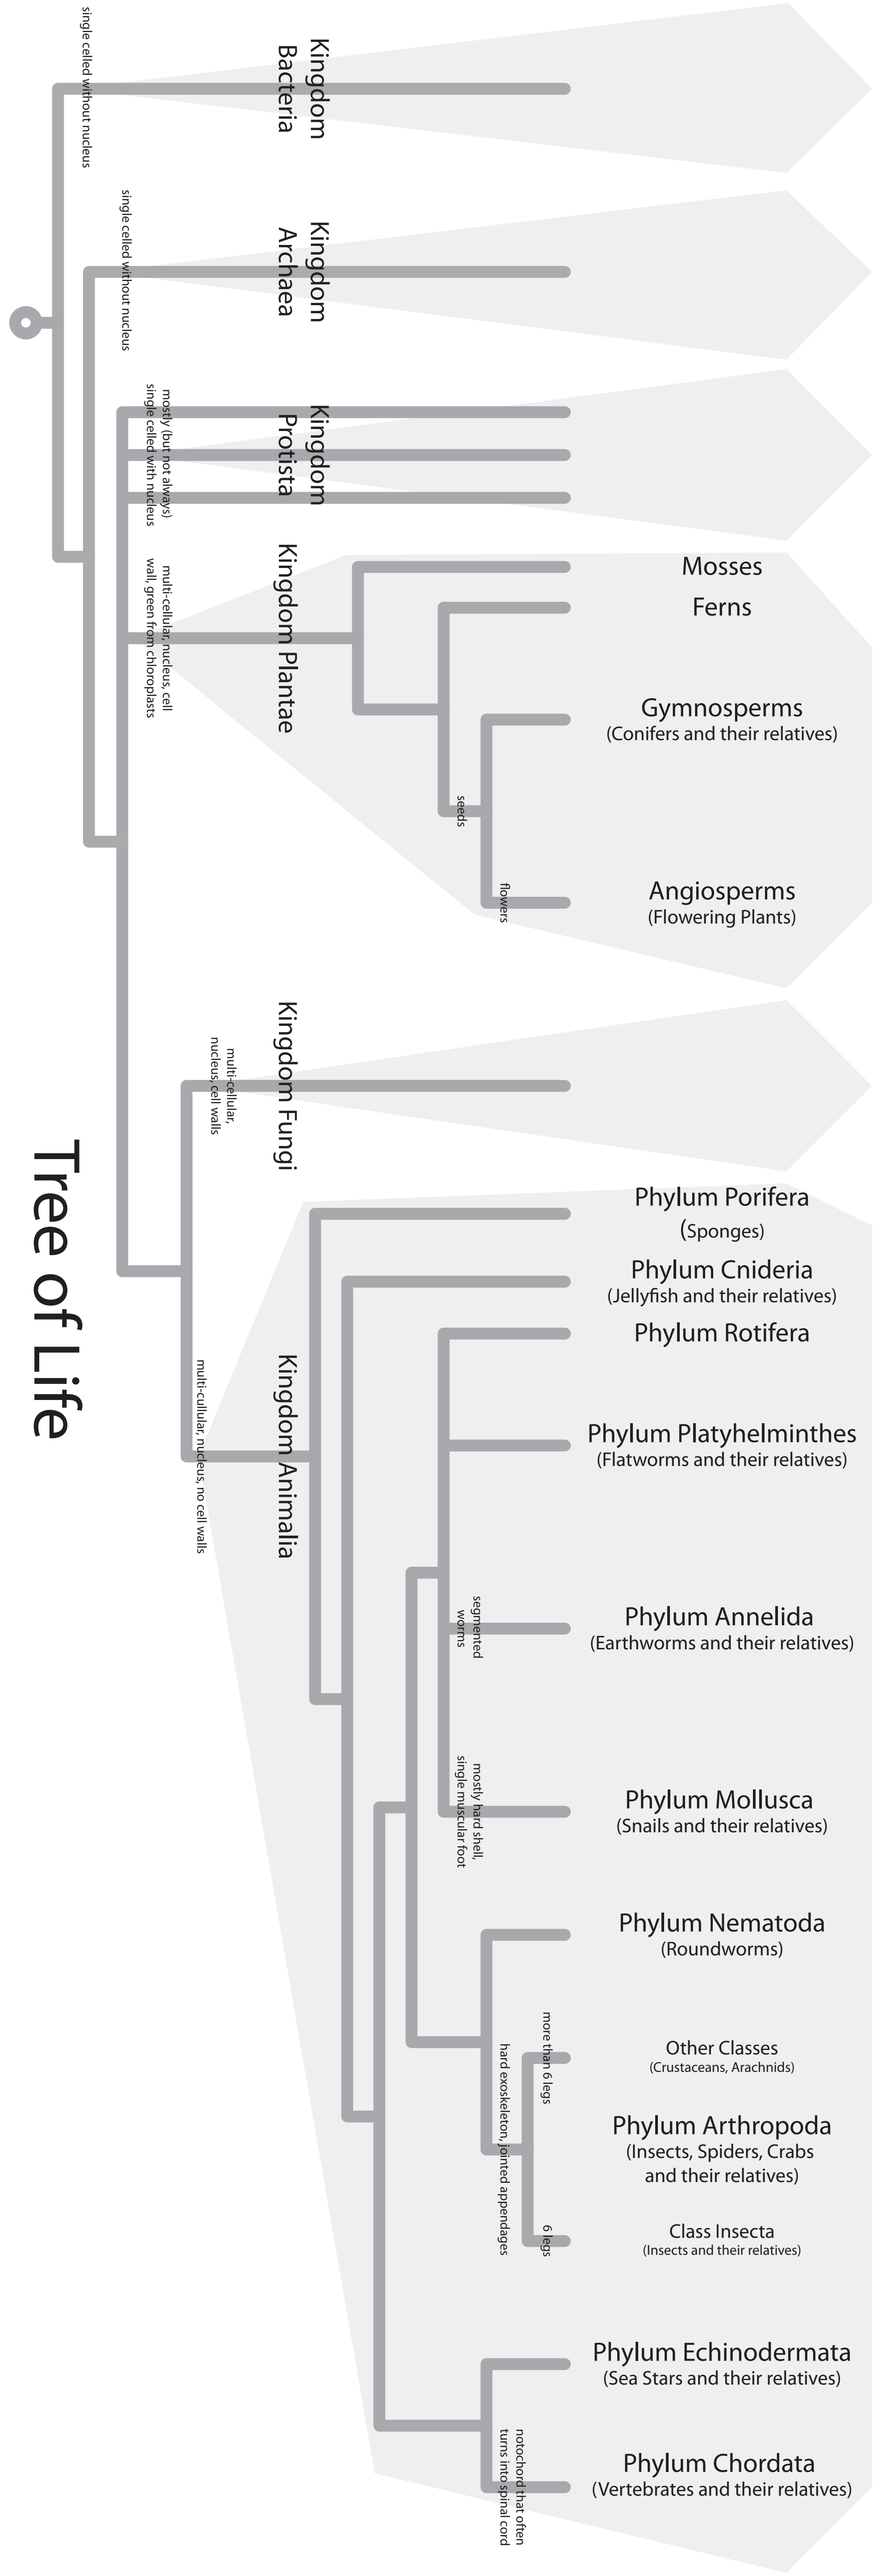 Tree of Life
single celled without nucleus
Kingdom
Bacteria
single celled without nucleus
Kingdom
Archaea
mostly (but not always)
single celled with nucleus
Kingdom
Protista
multi-cellular, nucleus, cell
wall, green from chloroplasts
Kingdom Plantae
Mosses
Ferns
seeds
Gymnosperms
(Conifers and their relatives)
flowers
Angiosperms
(Flowering Plants)
multi-cellular,
nucleus, cell walls
Kingdom Fungi
multi-cullular, nucleus, no cell walls
Kingdom Animalia
Phylum Porifera
(Sponges)
Phylum Cnideria
(Jellyfish and their relatives)
Phylum Rotifera
Phylum Platyhelminthes
(Flatworms and their relatives)
segmented
worms
Phylum Annelida
(Earthworms and their relatives)
mostly hard shell,
single muscular foot
Phylum Mollusca
(Snails and their relatives)
Phylum Nematoda
(Roundworms)
more than 6 legs
Other Classes
(Crustaceans, Arachnids)
hard exoskeleton, jointed appendages
Phylum Arthropoda
(Insects, Spiders, Crabs
and their relatives)
6 legs
Class Insecta
(Insects and their relatives)
Phylum Echinodermata
(Sea Stars and their relatives)
notochord that often
turns into spinal cord
Phylum Chordata
(Vertebrates and their relatives)